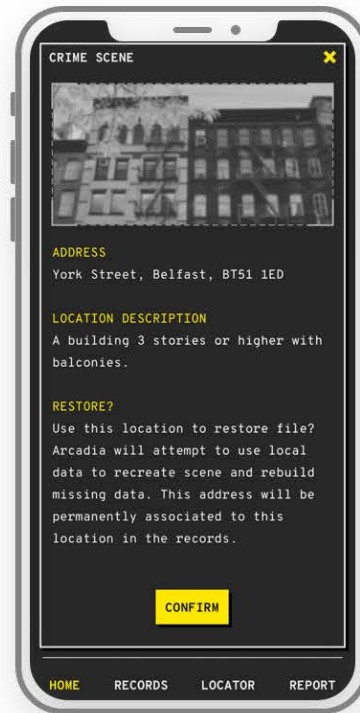 CRIME SCENE
ADDRESS
York Street, Belfast, BT51 1ED
LOCATION DESCRIPTION
A building 3 stories or higher with
balconies.
RESTORE?
Use this location to restore file?
Arcadia will attempt to use local
data to recreate scene and rebuild
missing data. This address will be
permanently associated to this
location in the records.
CONFIRM
HOME RECORDS LOCATOR REPORT